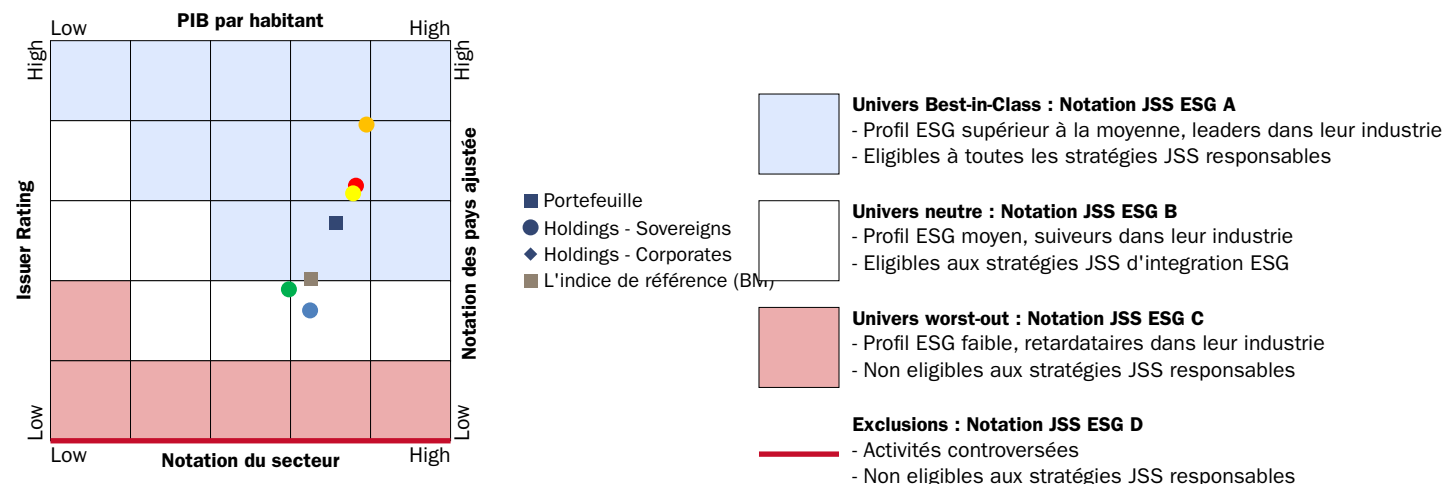 PIB par habitant
Low
High
High
High
Issuer Rating
Notation des pays ajustée
Low
Low
Low
Notation du secteur
High
Portefeuille
Holdings - Sovereigns
Holdings - Corporates
L'indice de référence (BM)
Univers Best-in-Class : Notation JSS ESG A
- Profil ESG supérieur à la moyenne, leaders dans leur industrie
- Eligibles à toutes les stratégies JSS responsables
Univers neutre : Notation JSS ESG B
- Profil ESG moyen, suiveurs dans leur industrie
- Eligibles aux stratégies JSS d'integration ESG
Univers worst-out : Notation JSS ESG C
- Profil ESG faible, retardataires dans leur industrie
- Non eligibles aux stratégies JSS responsables
Exclusions : Notation JSS ESG D
- Activités controversées
- Non eligibles aux stratégies JSS responsables